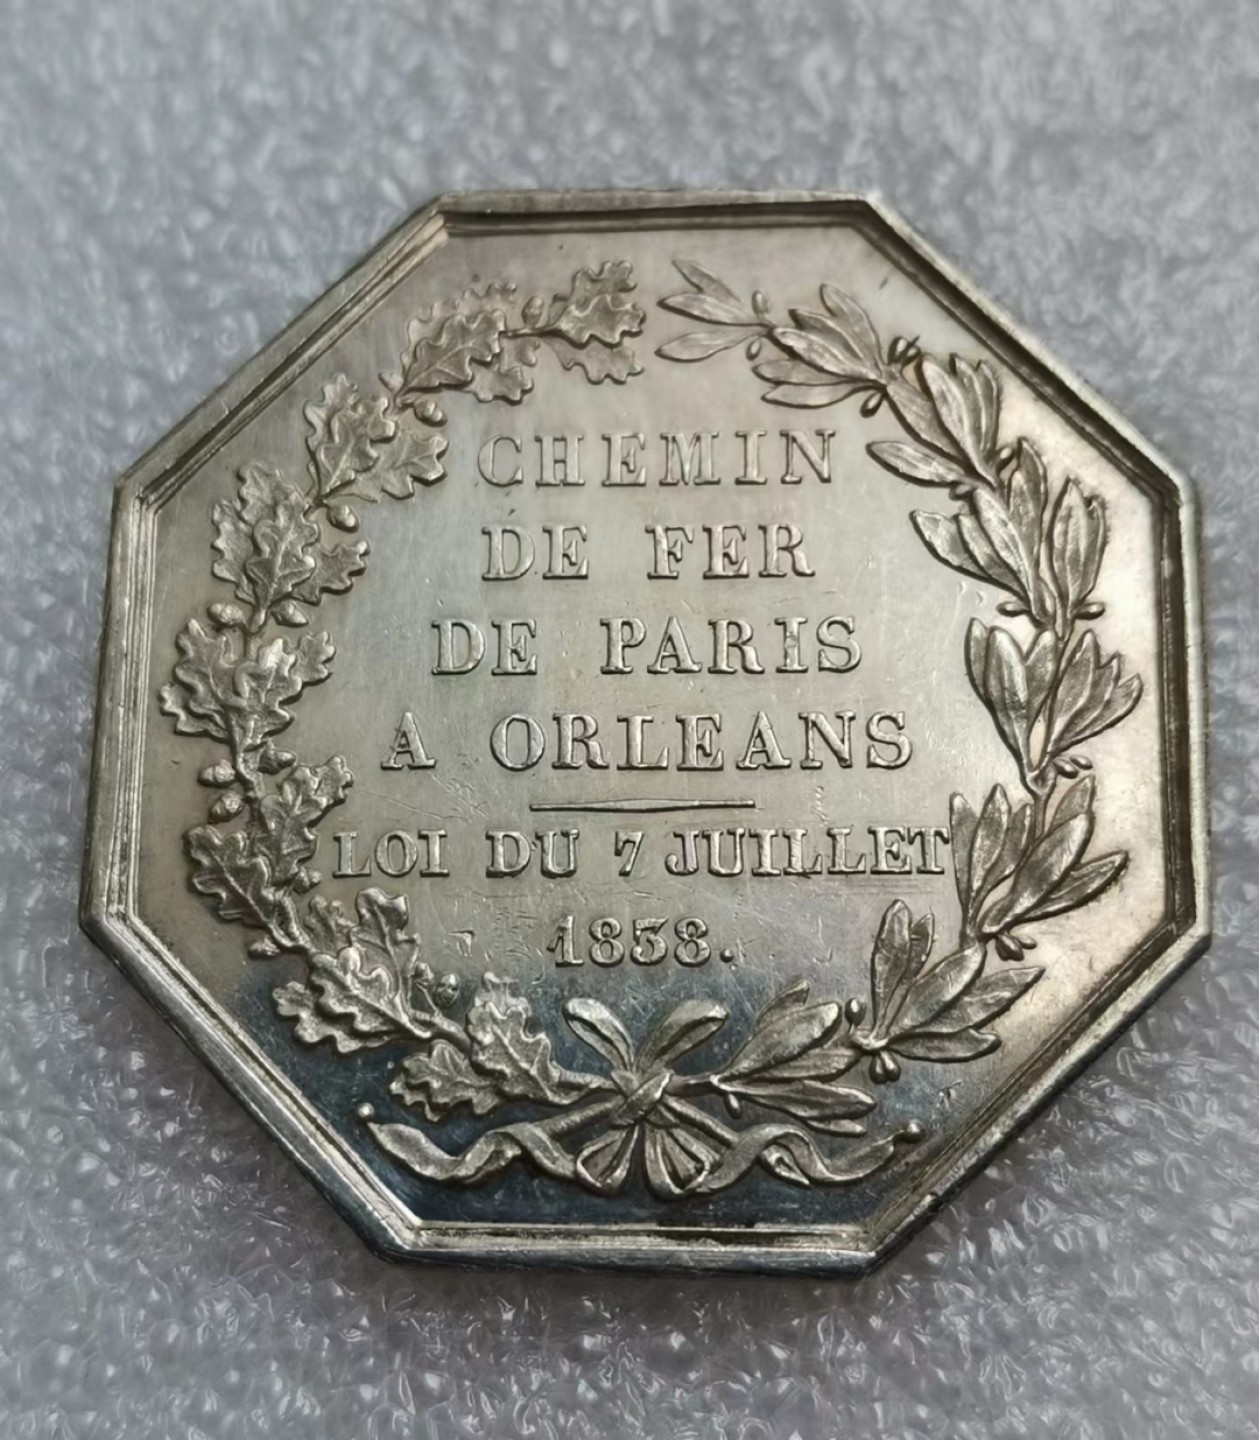 CHEMIN
DE FER
DE PARIS
A ORLEANS
LOI DU 7 JUILLET
1838.